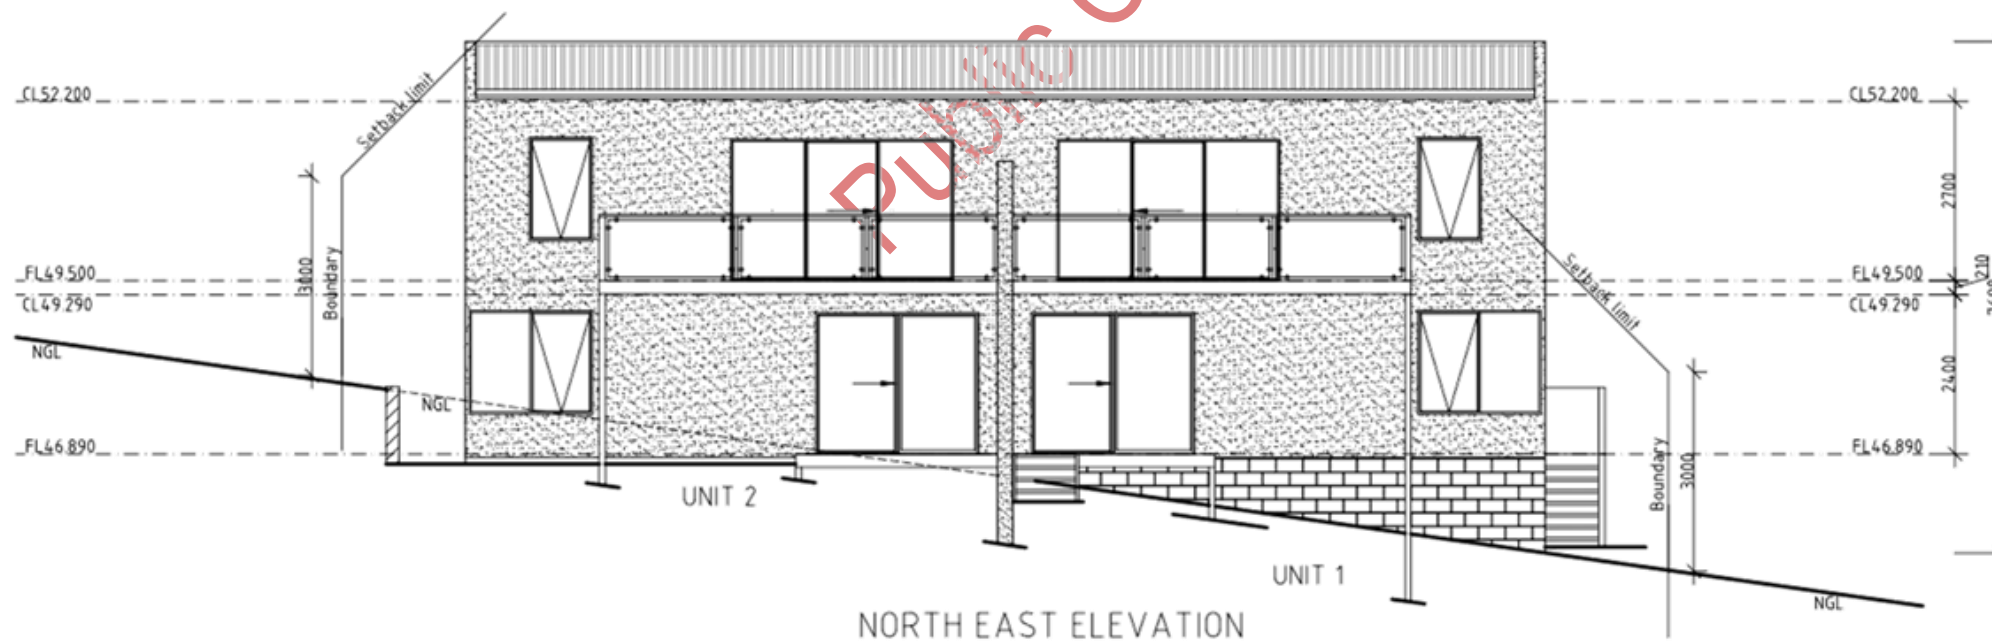 Public
Setback limit
CL52.200
CL52.200
3000
Boundary
2700
FL49.500
CL49.290
FL49.500
CL49.290
210
Setback limit
NGL
NGL
2400
FL46.890
FL46.890
Boundary
3000
UNIT 2
UNIT 1
NGL
NORTH EAST ELEVATION